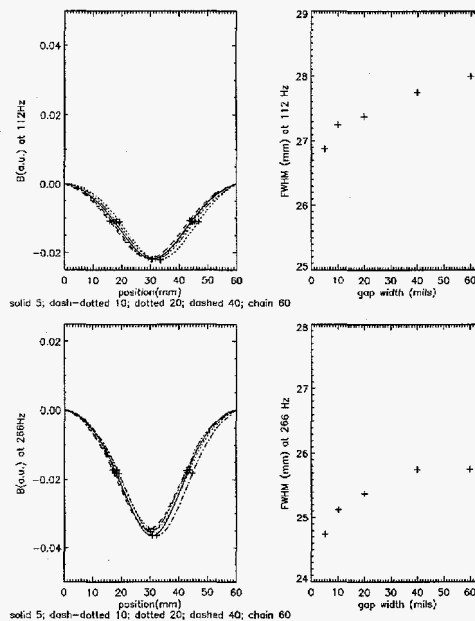 0.04
0.02
0.00
−0.02
B(a.u.) at 112Hz
0 10 20 30 40 50 60
position(mm)
solid 5; dash−dotted 10; dotted 20; dashed 40; chain 60
29
28
27
26
25
FWHM (mm) at 112 Hz
0 10 20 30 40 50 60
gap width (mils)
0.02
0.00
−0.02
−0.04
B(a.u.) at 266Hz
0 10 20 30 40 50 60
position(mm)
solid 5; dash−dotted 10; dotted 20; dashed 40; chain 60
28
27
26
25
24
FWHM (mm) at 266 Hz
0 10 20 30 40 50 60
gap width (mils)